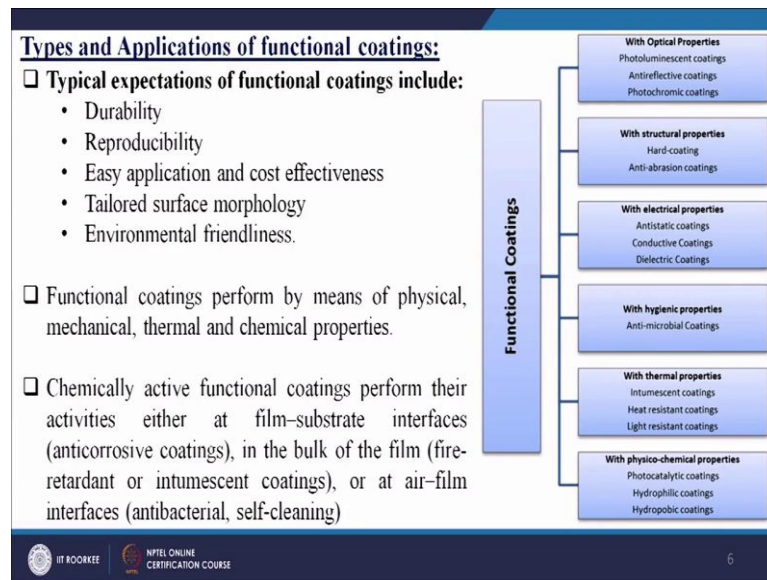 Types and Applications of functional coatings:
❑ Typical expectations of functional coatings include:
• Durability
• Reproducibility
• Easy application and cost effectiveness
• Tailored surface morphology
• Environmental friendliness.
❑ Functional coatings perform by means of physical,
mechanical, thermal and chemical properties.
❑ Chemically active functional coatings perform their
activities either at film–substrate interfaces
(anticorrosive coatings), in the bulk of the film (fire-
retardant or intumescent coatings), or at air–film
interfaces (antibacterial, self-cleaning)
Functional Coatings
With Optical Properties
Photoluminescent coatings
Antireflective coatings
Photochromic coatings
With structural properties
Hard-coating
Anti-abrasion coatings
With electrical properties
Antistatic coatings
Conductive Coatings
Dielectric Coatings
With hygienic properties
Anti-microbial Coatings
With thermal properties
Intumescent coatings
Heat resistant coatings
Light resistant coatings
With physico-chemical properties
Photocatalytic coatings
Hydrophilic coatings
Hydropobic coatings
IIT ROORKEE
NPTEL ONLINE
CERTIFICATION COURSE
6